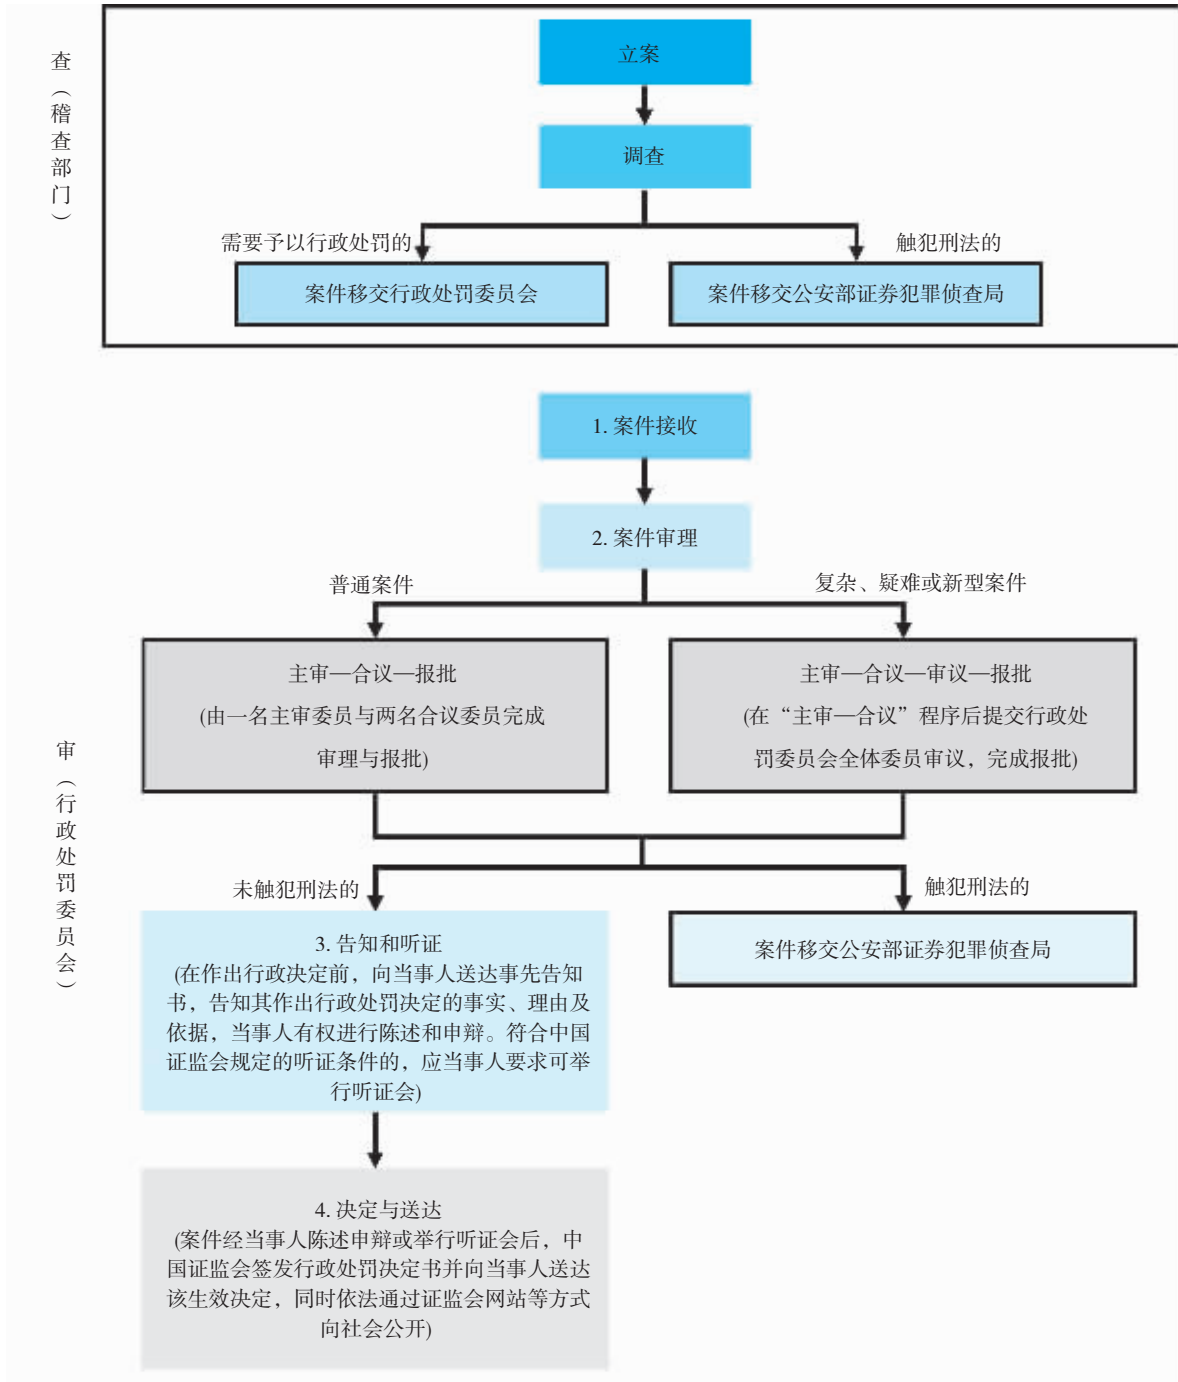 查（稽查部门）
立案
调查
需要予以行政处罚的
触犯刑法的
案件移交行政处罚委员会
案件移交公安部证券犯罪侦查局
审（行政处罚委员会）
1. 案件接收
2. 案件审理
普通案件
复杂、疑难或新型案件
主审—合议—报批
(由一名主审委员与两名合议委员完成
审理与报批)
主审—合议—审议—报批
(在“主审—合议”程序后提交行政处
罚委员会全体委员审议，完成报批)
未触犯刑法的
触犯刑法的
3. 告知和听证
(在作出行政决定前，向当事人送达事先告知
书，告知其作出行政处罚决定的事实、理由及
依据，当事人有权进行陈述和申辩。符合中国
证监会规定的听证条件的，应当事人要求可举
行听证会)
案件移交公安部证券犯罪侦查局
4. 决定与送达
(案件经当事人陈述申辩或举行听证会后，中
国证监会签发行政处罚决定书并向当事人送达
该生效决定，同时依法通过证监会网站等方式
向社会公开)